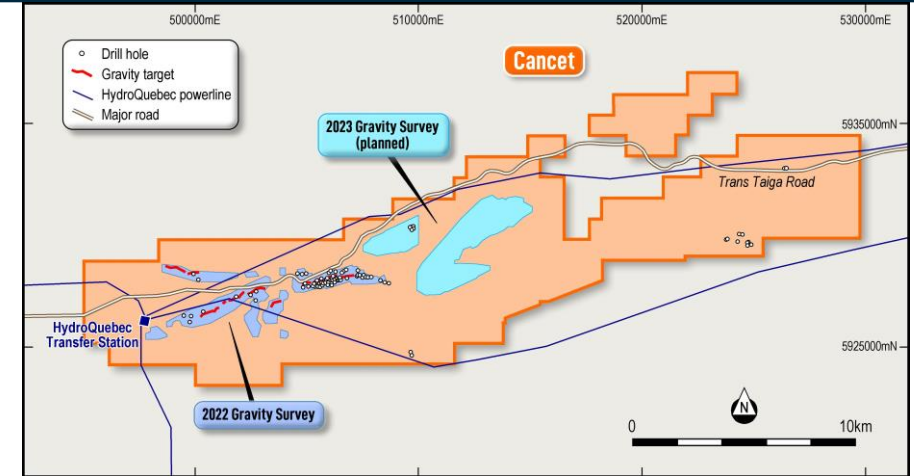 500000mE
510000mE
520000mE
530000mE
Drill hole
Gravity target
HydroQuebec powerline
Major road
Cancet
5935000mN
2023 Gravity Survey
(planned)
Trans Taiga Road
HydroQuebec
Transfer Station
5925000mN
2022 Gravity Survey
N
0
10km